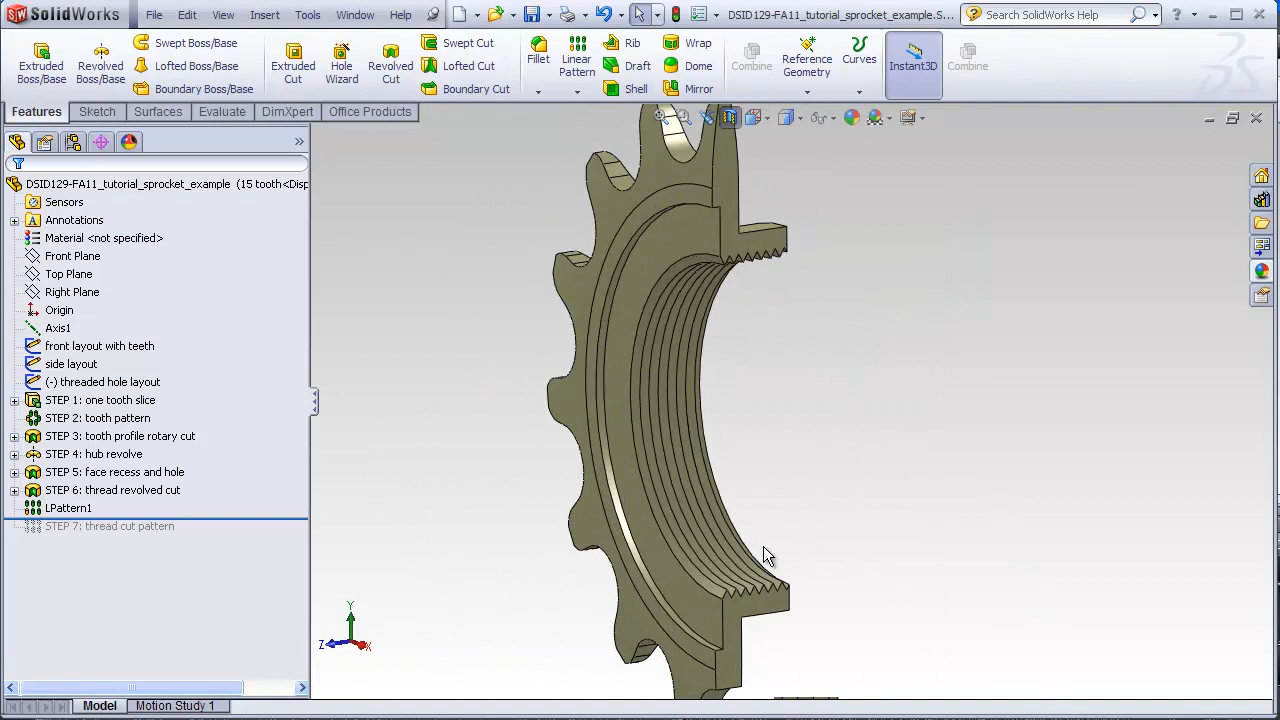 SolidWorks File Edit View Insert Tools Window Help DSID129-FA11_tutorial_sprocket_example.S... Search SolidWorks Help
Extruded Boss/Base
Revolved Boss/Base
Swept Boss/Base
Lofted Boss/Base
Boundary Boss/Base
Extruded Cut
Hole Wizard
Revolved Cut
Swept Cut
Lofted Cut
Boundary Cut
Fillet
Linear Pattern
Rib
Draft
Shell
Wrap
Dome
Mirror
Combine
Reference Geometry
Curves
Instant3D
Combine
Features Sketch Surfaces Evaluate DimXpert Office Products
DSID129-FA11_tutorial_sprocket_example (15 tooth<Disp
Sensors
Annotations
Material <not specified>
Front Plane
Top Plane
Right Plane
Origin
Axis1
front layout with teeth
side layout
(-) threaded hole layout
STEP 1: one tooth slice
STEP 2: tooth pattern
STEP 3: tooth profile rotary cut
STEP 4: hub revolve
STEP 5: face recess and hole
STEP 6: thread revolved cut
LPattern1
STEP 7: thread cut pattern
Y
Z X
Model Motion Study 1